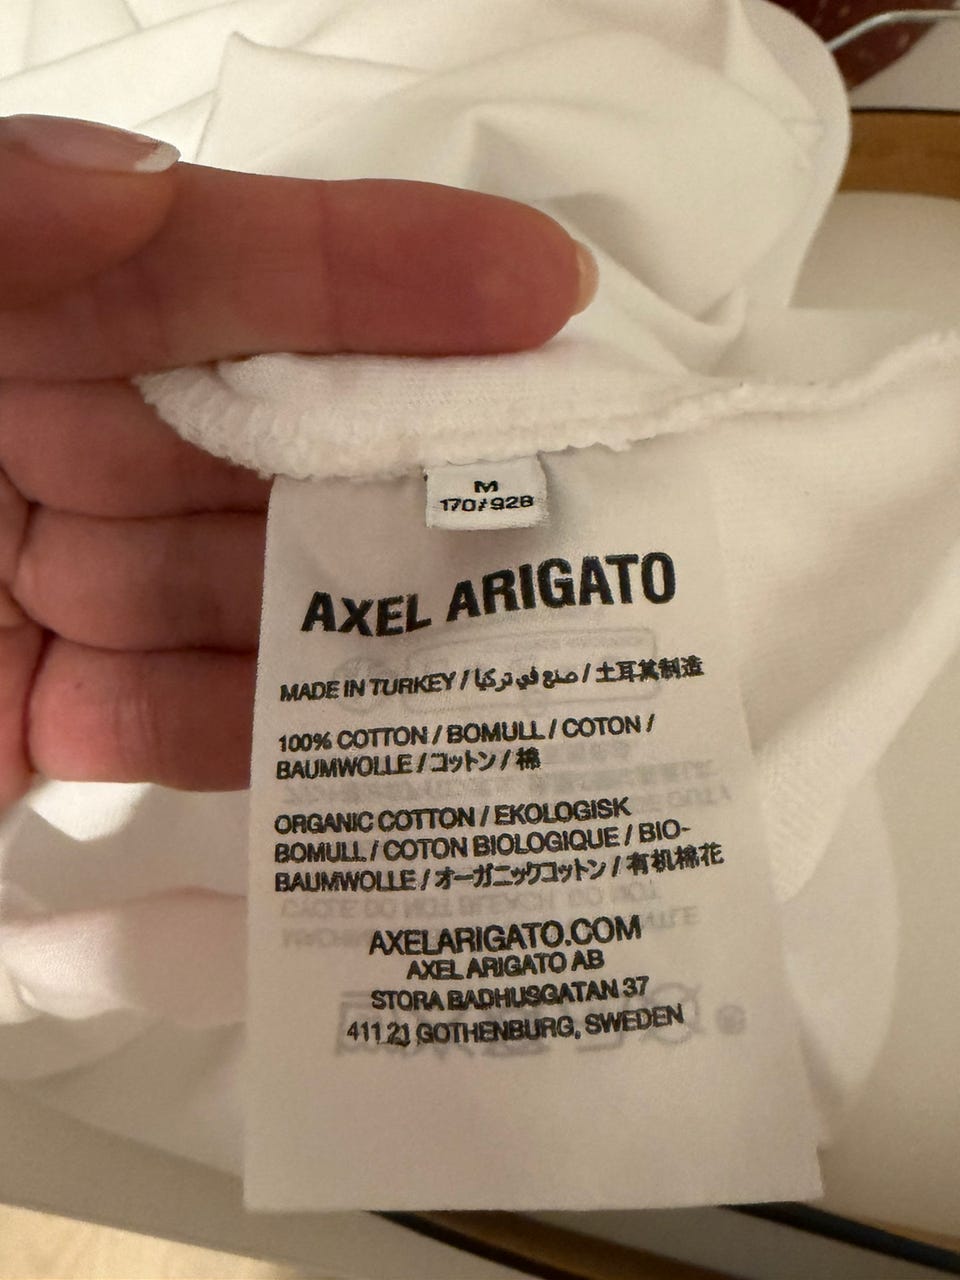 M
170/92B
AXEL ARIGATO
MADE IN TURKEY / صنع في تركيا / 土耳其制造
100% COTTON / BOMULL / COTON /
BAUMWOLLE / コットン / 棉
ORGANIC COTTON / EKOLOGISK
BOMULL / COTON BIOLOGIQUE / BIO-
BAUMWOLLE / オーガニックコットン / 有机棉花
AXELARIGATO.COM
AXEL ARIGATO AB
STORA BADHUSGATAN 37
411 21 GOTHENBURG, SWEDEN